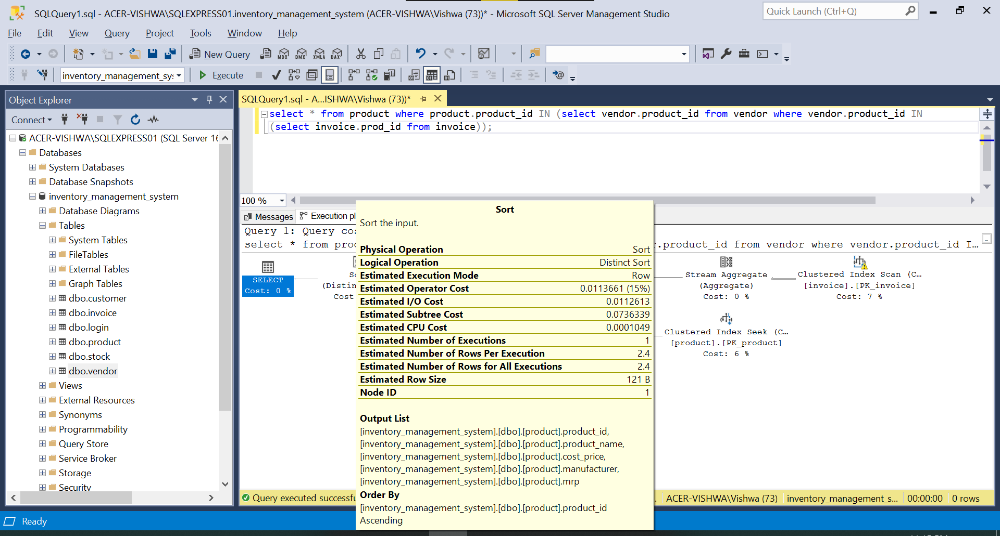 SQLQuery1.sql - ACER-VISHWA\SQLEXPRESS01.inventory_management_system (ACER-VISHWA\Vishwa (73))* - Microsoft SQL Server Management Studio
Quick Launch (Ctrl+Q)
File Edit View Query Project Tools Window Help
New Query MDX DMX XMLA DAX
inventory_management_sys Execute
Object Explorer
Connect
ACER-VISHWA\SQLEXPRESS01 (SQL Server 16
Databases
System Databases
Database Snapshots
inventory_management_system
Database Diagrams
Tables
System Tables
FileTables
External Tables
Graph Tables
dbo.customer
dbo.invoice
dbo.login
dbo.product
dbo.stock
dbo.vendor
Views
External Resources
Synonyms
Programmability
Query Store
Service Broker
Storage
Security
SQLQuery1.sql - A...ISHWA\Vishwa (73))*
select * from product where product.product_id IN (select vendor.product_id from vendor where vendor.product_id IN
(select invoice.prod_id from invoice));
100 %
Messages Execution pl
Query 1: Query co
select * from pro
r.product_id from vendor where vendor.product_id I...
SELECT
Cost: 0 %
(Distin
Cost
Stream Aggregate
(Aggregate)
Cost: 0 %
Clustered Index Scan (C...
[invoice].[PK_invoice]
Cost: 7 %
Clustered Index Seek (C...
[product].[PK_product]
Cost: 6 %
Sort
Sort the input.
Physical Operation Sort
Logical Operation Distinct Sort
Estimated Execution Mode Row
Estimated Operator Cost 0.0113661 (15%)
Estimated I/O Cost 0.0112613
Estimated Subtree Cost 0.0736339
Estimated CPU Cost 0.0001049
Estimated Number of Executions 1
Estimated Number of Rows Per Execution 2.4
Estimated Number of Rows for All Executions 2.4
Estimated Row Size 121 B
Node ID 1
Output List
[inventory_management_system].[dbo].[product].product_id,
[inventory_management_system].[dbo].[product].product_name,
[inventory_management_system].[dbo].[product].cost_price,
[inventory_management_system].[dbo].[product].manufacturer,
[inventory_management_system].[dbo].[product].mrp
Order By
[inventory_management_system].[dbo].[product].product_id
Ascending
Query executed successfu
ACER-VISHWA\Vishwa (73) inventory_management_s... 00:00:00 0 rows
Ready